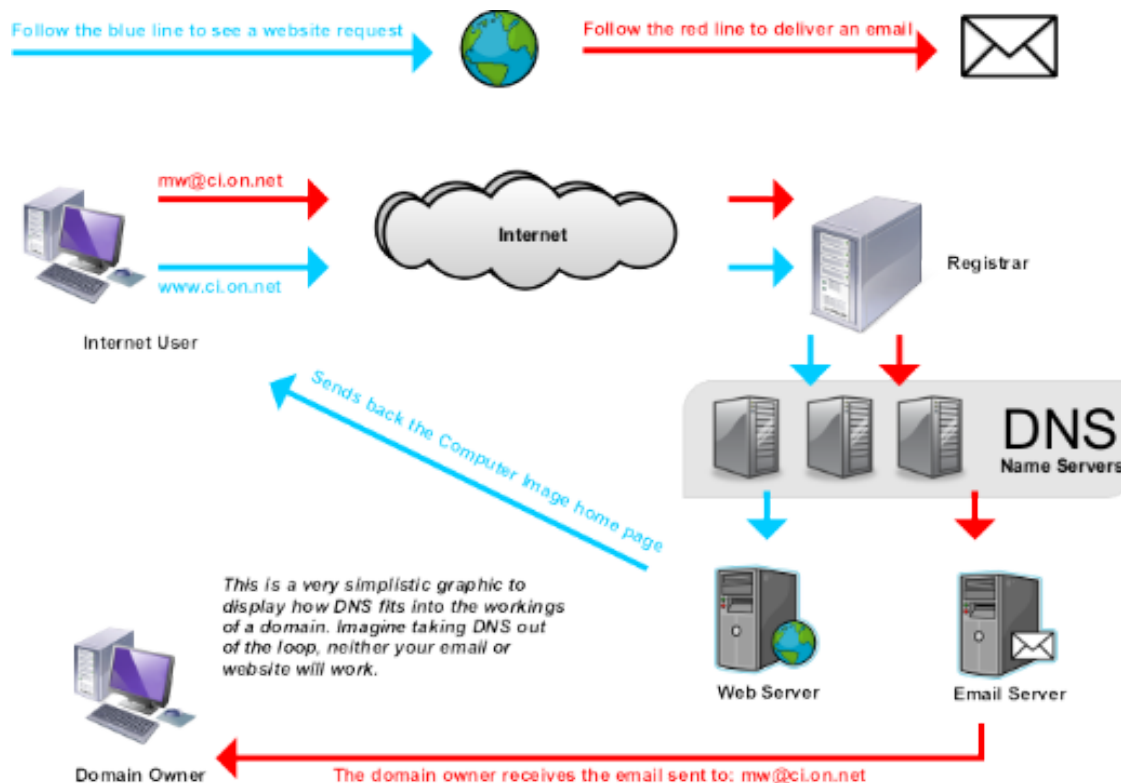 Follow the blue line to see a website request
Follow the red line to deliver an email
mw@ci.on.net
www.ci.on.net
Internet
Registrar
Internet User
Sends back the Computer Image home page
DNS
Name Servers
This is a very simplistic graphic to
display how DNS fits into the workings
of a domain. Imagine taking DNS out
of the loop, neither your email or
website will work.
Web Server
Email Server
Domain Owner
The domain owner receives the email sent to: mw@ci.on.net